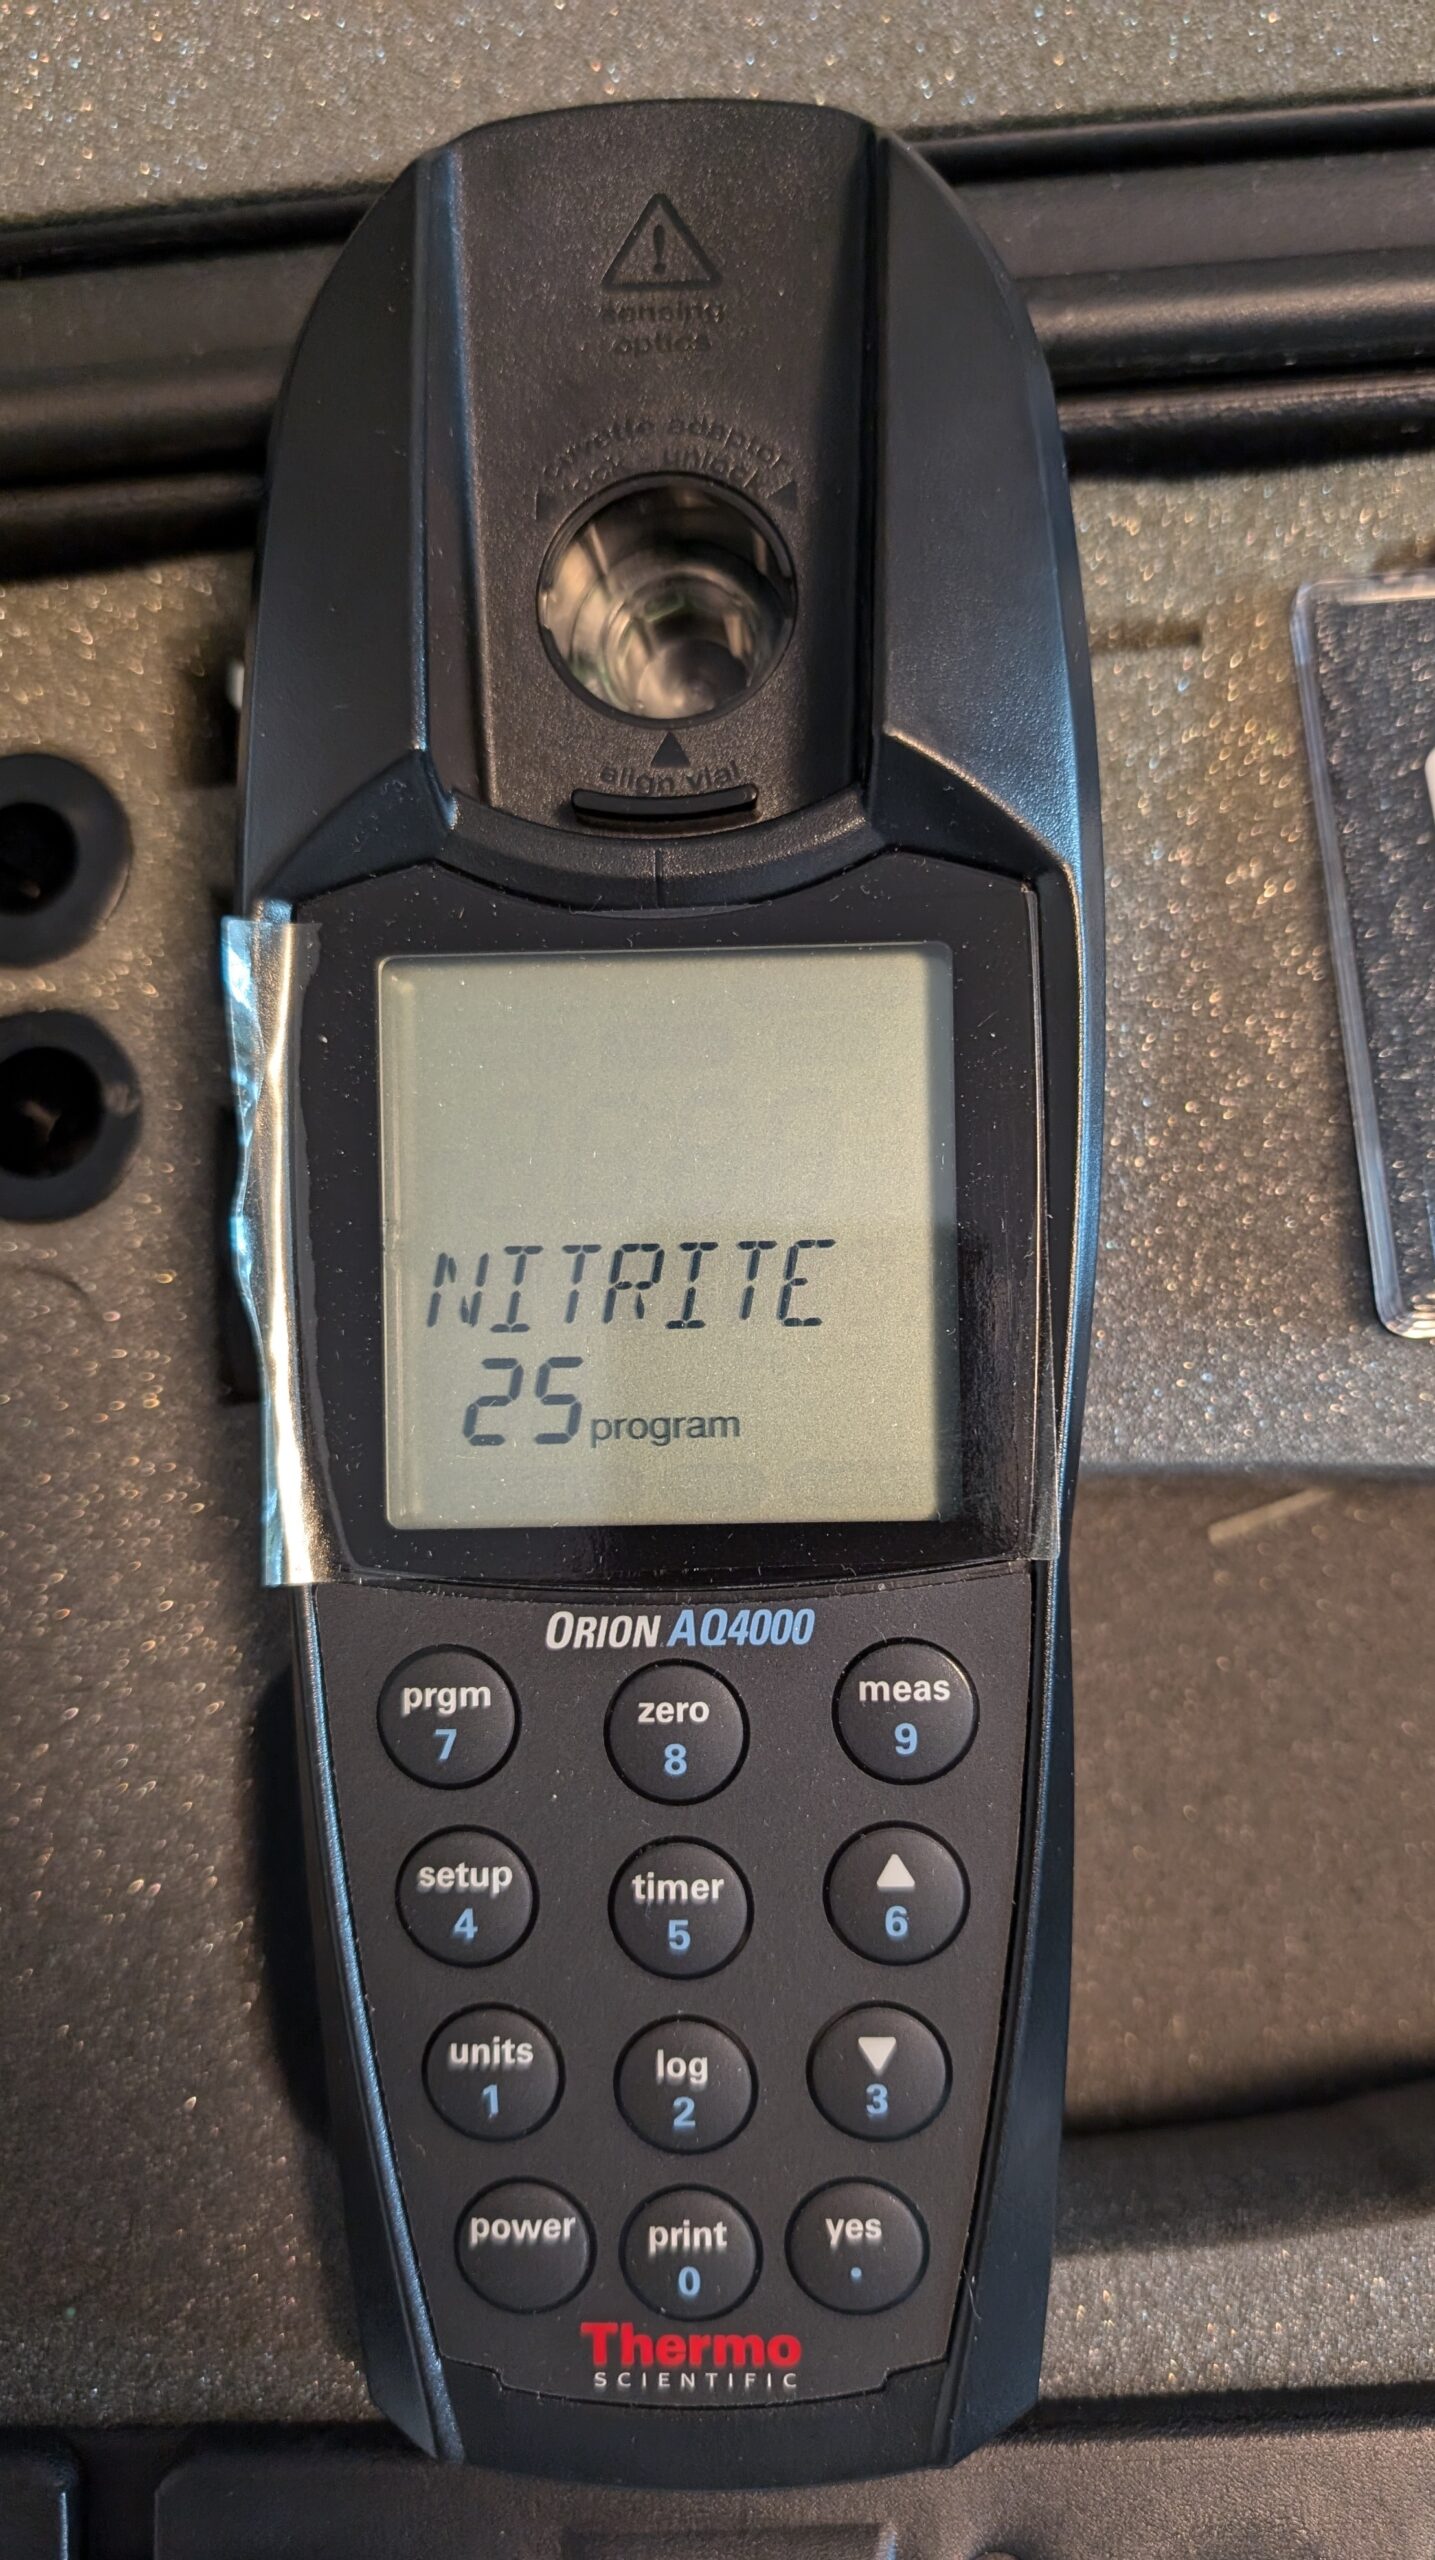 !
sensing
optics
cuvette adaptor
lock - unlock
align vial
NITRITE
25 program
ORION AQ4000
prgm
7
zero
8
meas
9
setup
4
timer
5
6
units
1
log
2
3
power
print
0
yes
.
Thermo
SCIENTIFIC